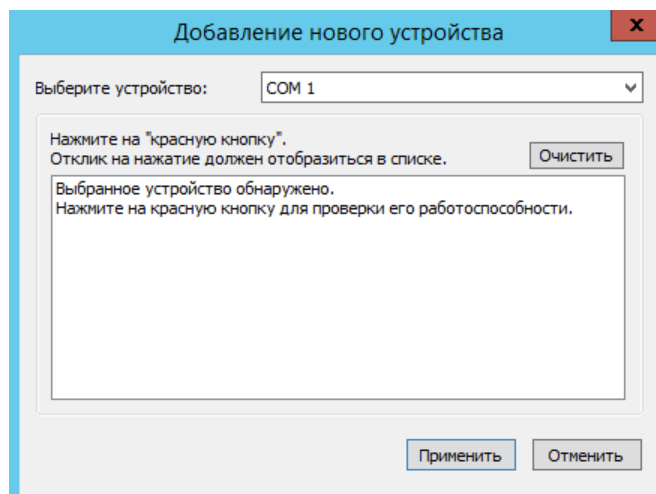 Добавление нового устройства
x
Выберите устройство:
COM 1
Нажмите на "красную кнопку".
Отклик на нажатие должен отобразиться в списке.
Очистить
Выбранное устройство обнаружено.
Нажмите на красную кнопку для проверки его работоспособности.
Применить
Отменить